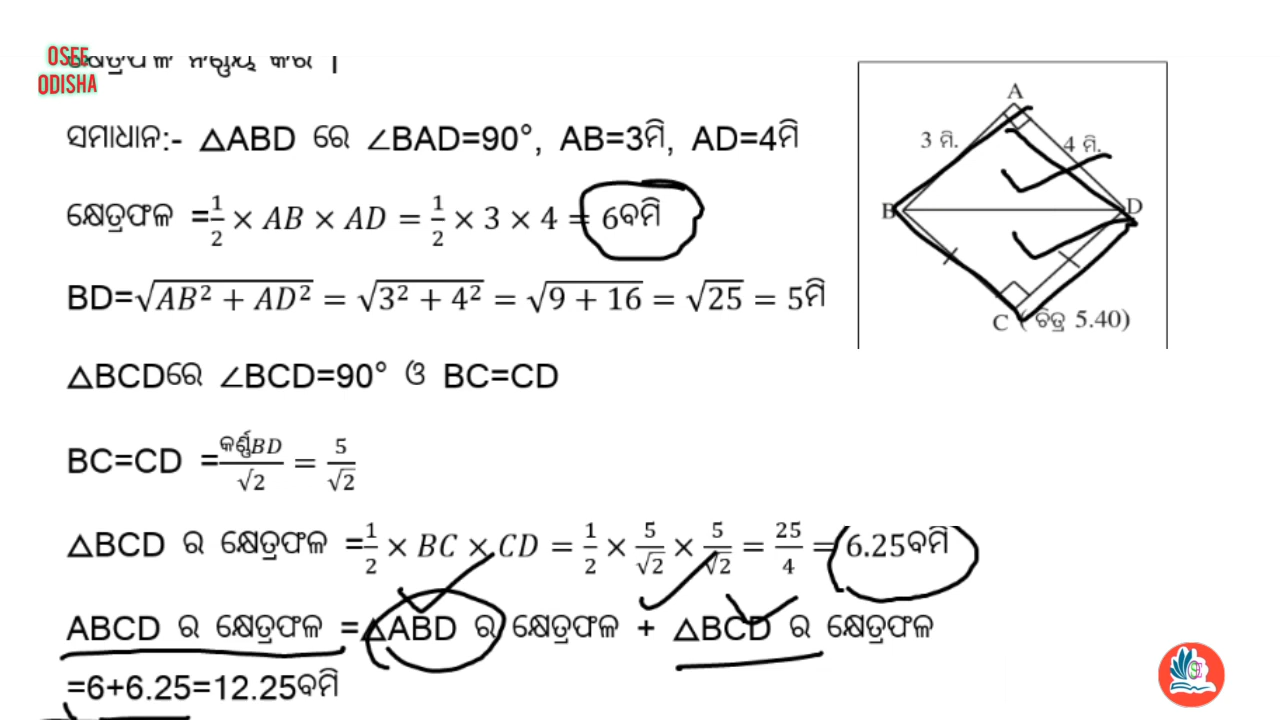 OSEE
ODISHA
କ୍ଷେତ୍ରଫଳ ନିର୍ଣ୍ଣୟ କର |
ସମାଧାନ:- △ABD ରେ ∠BAD=90°, AB=3ମି, AD=4ମି
କ୍ଷେତ୍ରଫଳ =1/2 × AB × AD = 1/2 × 3 × 4 = 6ବମି
BD=√(AB² + AD²) = √(3² + 4²) = √(9 + 16) = √25 = 5ମି
△BCDରେ ∠BCD=90° ଓ BC=CD
BC=CD =କର୍ଣ୍ଣBD/√2 = 5/√2
△BCD ର କ୍ଷେତ୍ରଫଳ =1/2 × BC × CD = 1/2 × 5/√2 × 5/√2 = 25/4 = 6.25ବମି
ABCD ର କ୍ଷେତ୍ରଫଳ =△ABD ର କ୍ଷେତ୍ରଫଳ + △BCD ର କ୍ଷେତ୍ରଫଳ
=6+6.25=12.25ବମି
A
3 ମି.
4 ମି.
B
D
C ( ଚିତ୍ର 5.40)